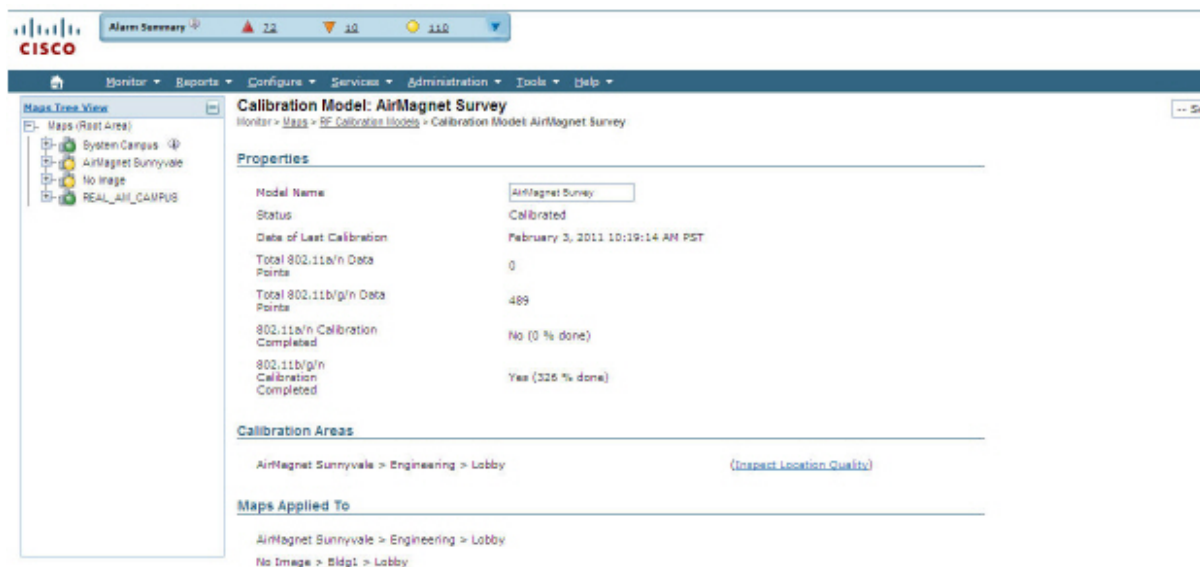 CISCO
Alarm Summary 72 10 110
Monitor Reports Configure Services Administration Tools Help
Maps Tree View
Maps (Root Area)
System Campus
AirMagnet Sunnyvale
No Image
REAL_AM_CAMPUS
Calibration Model: AirMagnet Survey
Monitor > Maps > RF Calibration Models > Calibration Model: AirMagnet Survey
-- S
Properties
Model Name AirMagnet Survey
Status Calibrated
Date of Last Calibration February 3, 2011 10:19:14 AM PST
Total 802.11a/n Data
Points 0
Total 802.11b/g/n Data
Points 489
802.11a/n Calibration
Completed No (0 % done)
802.11b/g/n
Calibration
Completed Yes (326 % done)
Calibration Areas
AirMagnet Sunnyvale > Engineering > Lobby (Inspect Location Quality)
Maps Applied To
AirMagnet Sunnyvale > Engineering > Lobby
No Image > Bldg1 > Lobby